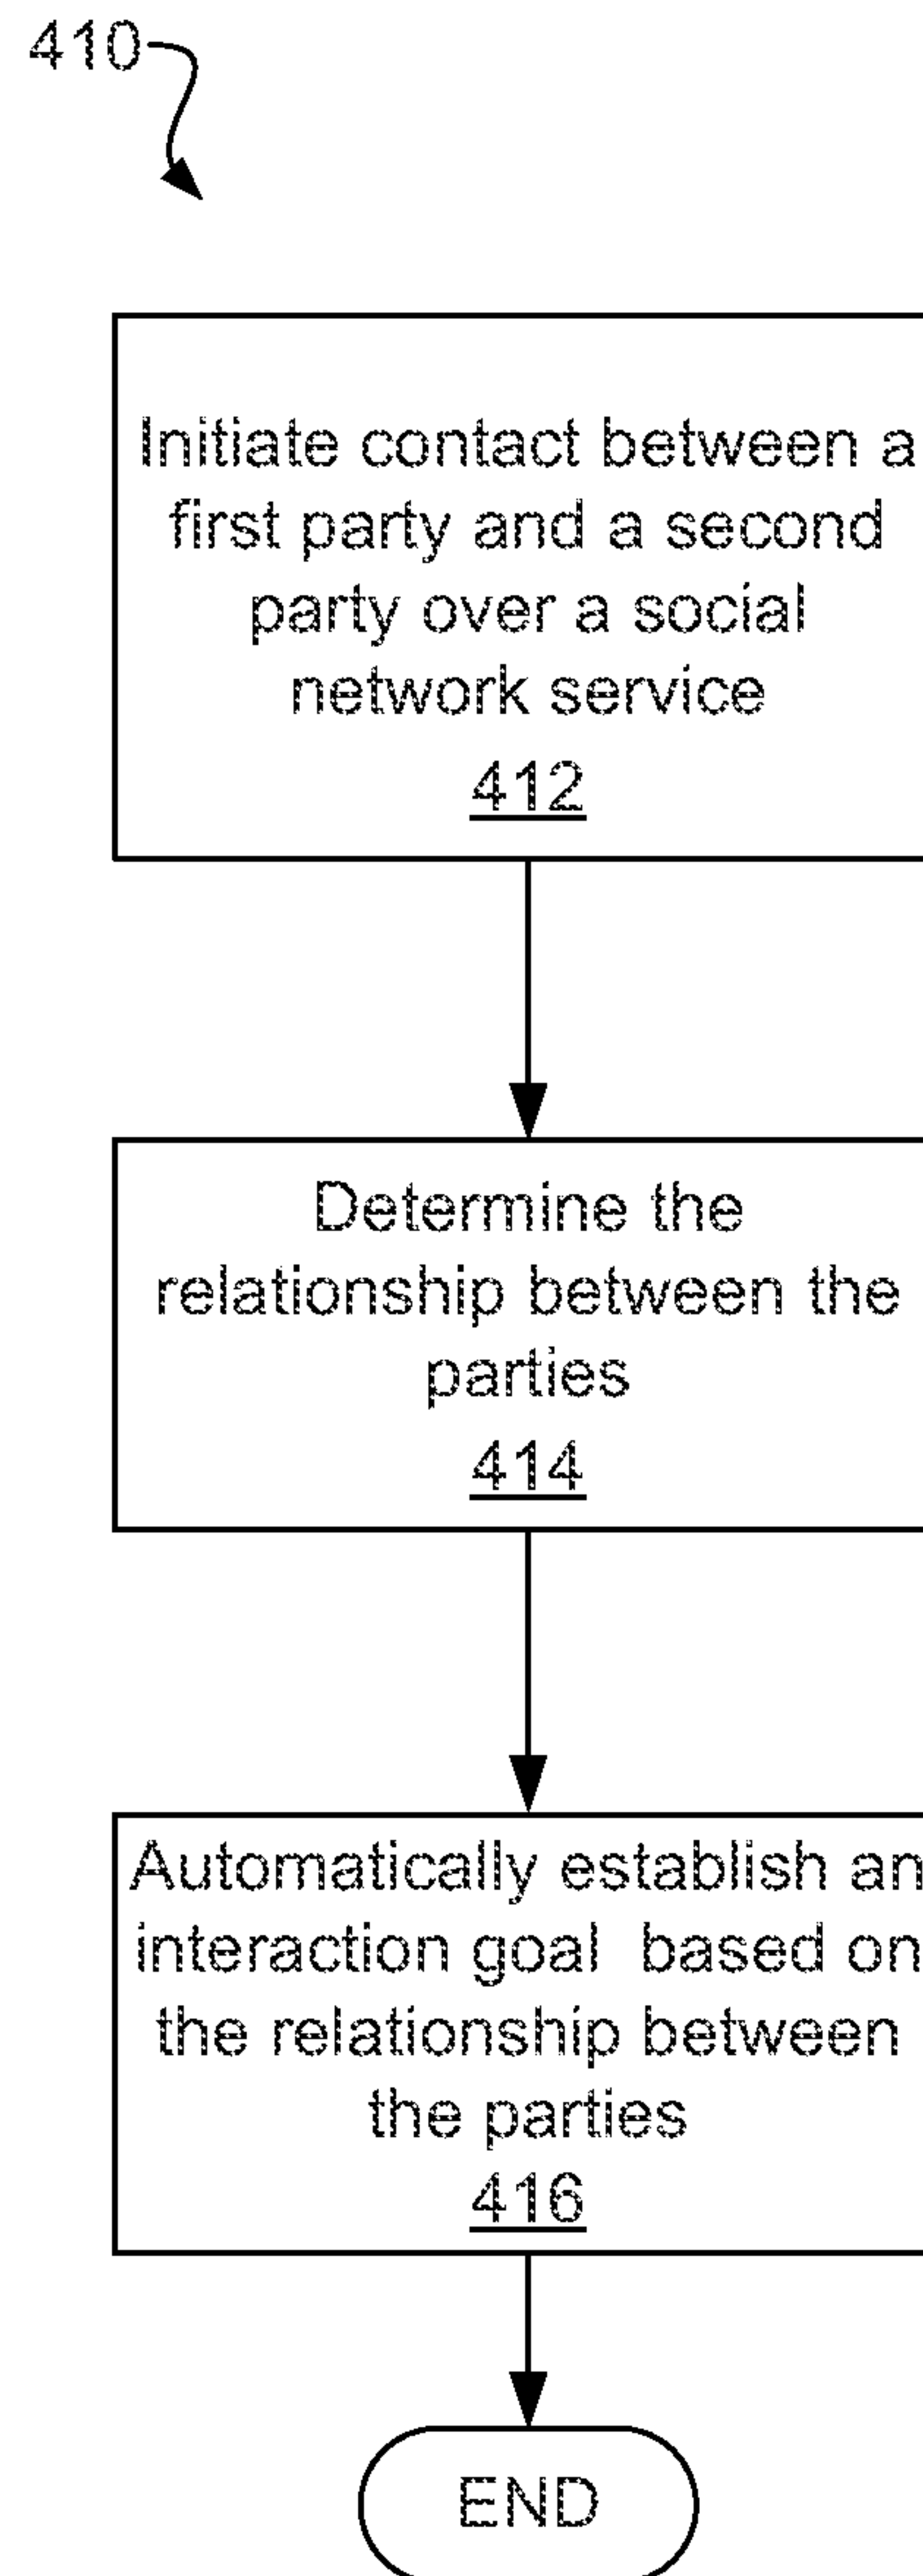 410
Initiate contact between a
first party and a second
party over a social
network service
412
Determine the
relationship between the
parties
414
Automatically establish an
interaction goal based on
the relationship between
the parties
416
END